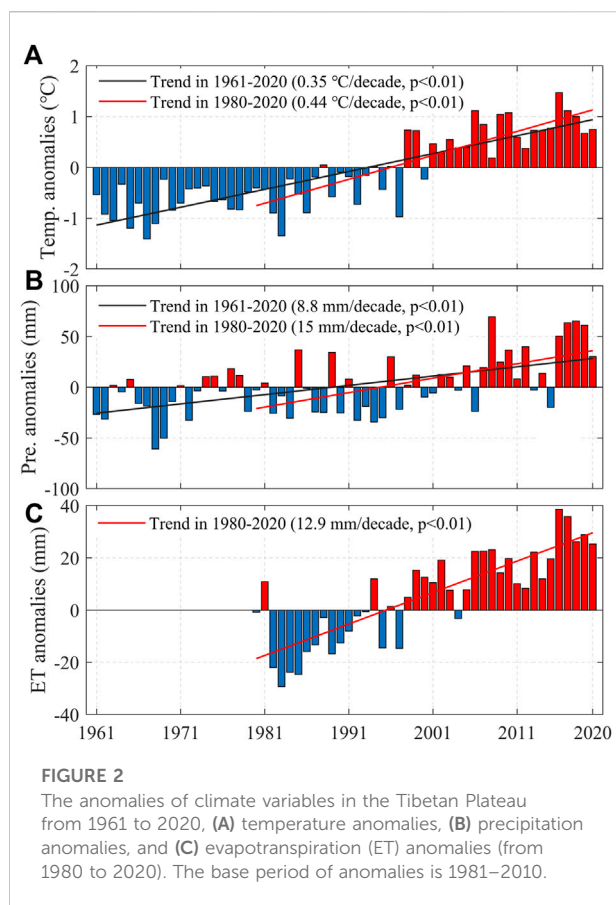 A
Temp. anomalies (°C)
2
1
0
-1
-2
Trend in 1961-2020 (0.35 °C/decade, p<0.01)
Trend in 1980-2020 (0.44 °C/decade, p<0.01)
B
Pre. anomalies (mm)
100
50
0
-50
-100
Trend in 1961-2020 (8.8 mm/decade, p<0.01)
Trend in 1980-2020 (15 mm/decade, p<0.01)
C
ET anomalies (mm)
40
20
0
-20
-40
Trend in 1980-2020 (12.9 mm/decade, p<0.01)
1961 1971 1981 1991 2001 2011 2020
FIGURE 2
The anomalies of climate variables in the Tibetan Plateau
from 1961 to 2020, (A) temperature anomalies, (B) precipitation
anomalies, and (C) evapotranspiration (ET) anomalies (from
1980 to 2020). The base period of anomalies is 1981–2010.